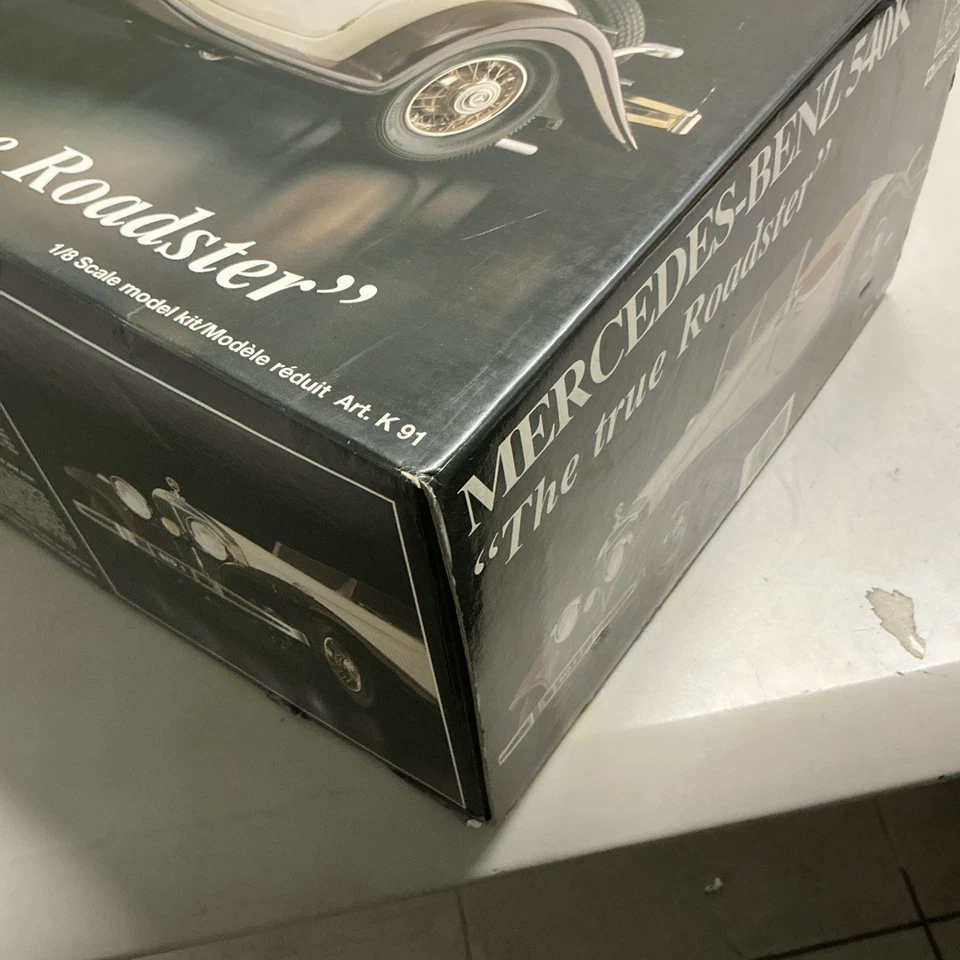 Roadster”
1/8 Scale model kit/Modèle réduit Art. K 91
MERCEDES-BENZ 540K
“The true Roadster”